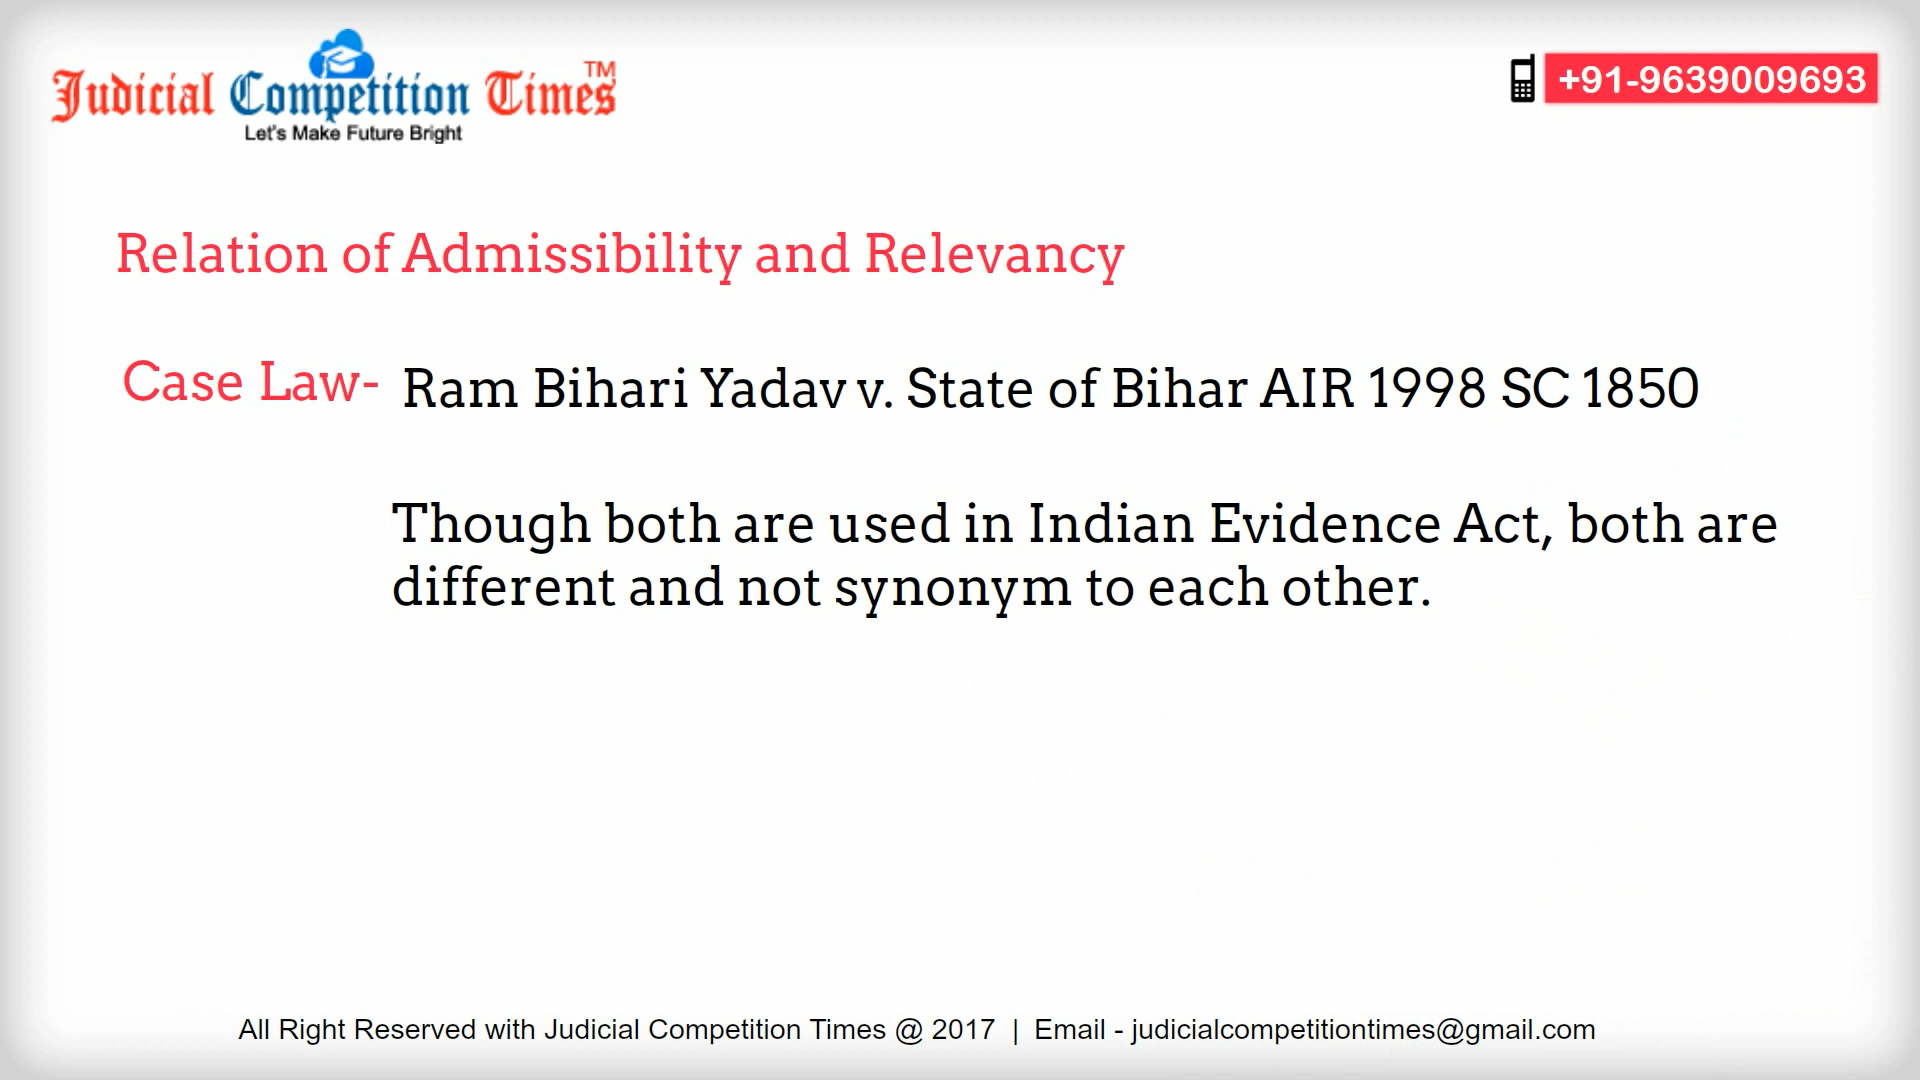 Judicial Competition Times TM
Let's Make Future Bright
+91-9639009693
Relation of Admissibility and Relevancy
Case Law- Ram Bihari Yadav v. State of Bihar AIR 1998 SC 1850
Though both are used in Indian Evidence Act, both are
different and not synonym to each other.
All Right Reserved with Judicial Competition Times @ 2017 | Email - judicialcompetitiontimes@gmail.com